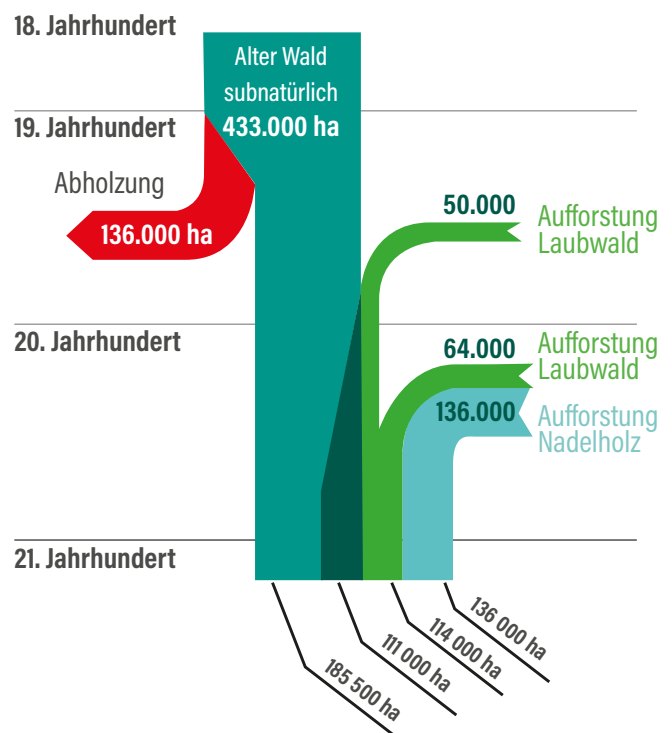 18. Jahrhundert
Alter Wald
subnatürlich
433.000 ha
19. Jahrhundert
Abholzung
136.000 ha
50.000
Aufforstung
Laubwald
20. Jahrhundert
64.000
Aufforstung
Laubwald
136.000
Aufforstung
Nadelholz
21. Jahrhundert
185 500 ha
111 000 ha
114 000 ha
136 000 ha